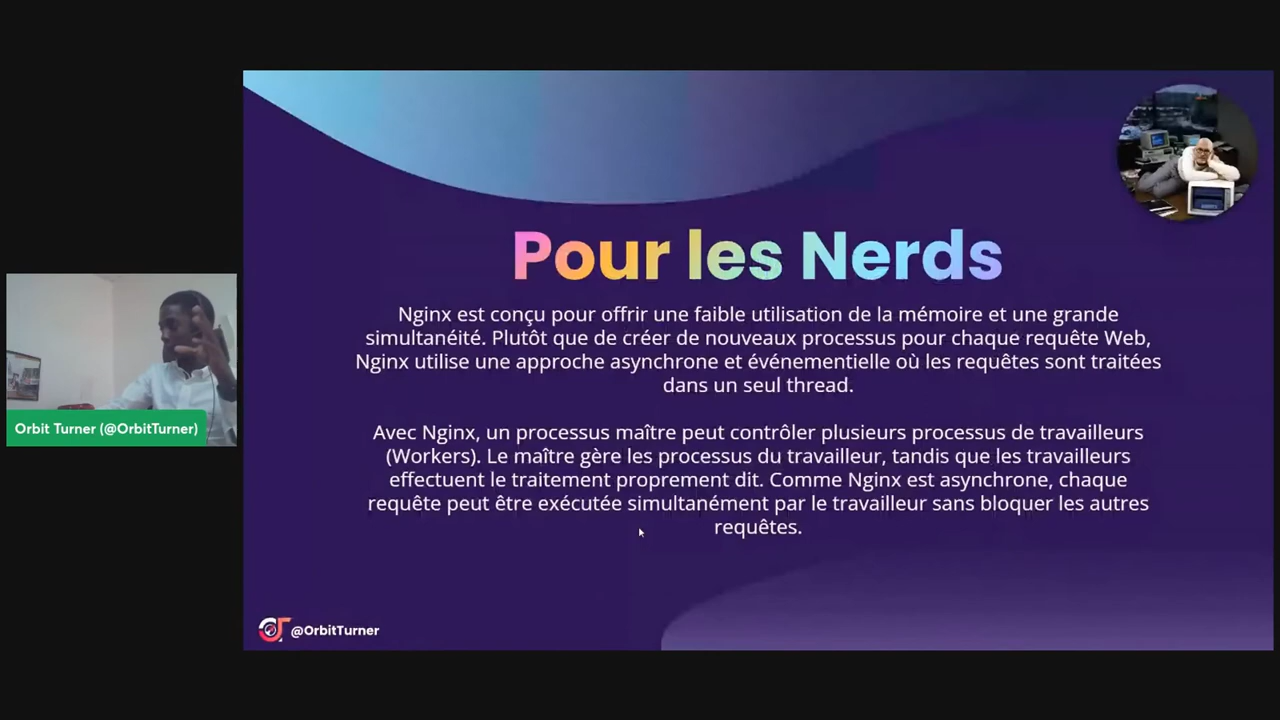 Pour les Nerds
Nginx est conçu pour offrir une faible utilisation de la mémoire et une grande
simultanéité. Plutôt que de créer de nouveaux processus pour chaque requête Web,
Nginx utilise une approche asynchrone et événementielle où les requêtes sont traitées
dans un seul thread.
Avec Nginx, un processus maître peut contrôler plusieurs processus de travailleurs
(Workers). Le maître gère les processus du travailleur, tandis que les travailleurs
effectuent le traitement proprement dit. Comme Nginx est asynchrone, chaque
requête peut être exécutée simultanément par le travailleur sans bloquer les autres
requêtes.
Orbit Turner (@OrbitTurner)
@OrbitTurner